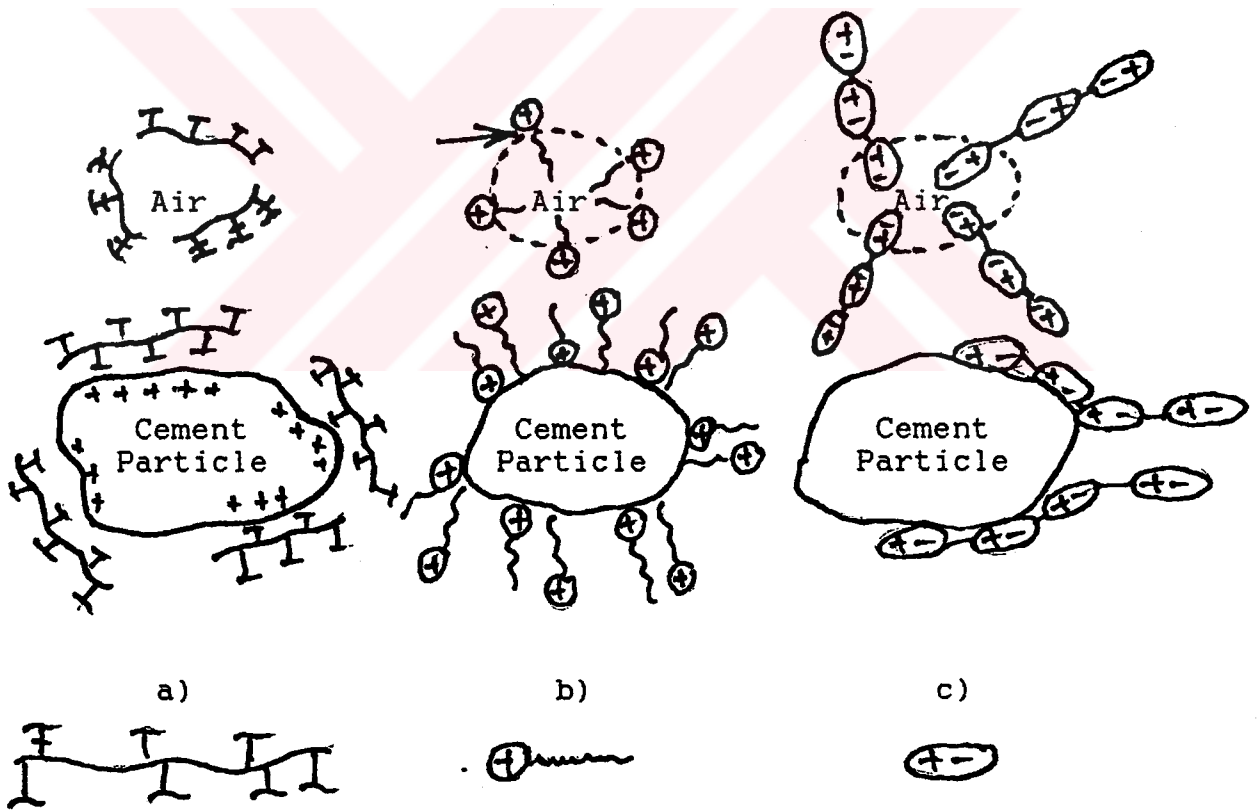 Air
Air
Air
+ + + + +
Cement
Particle
Cement
Particle
Cement
Particle
a)
b)
c)
+
+ -